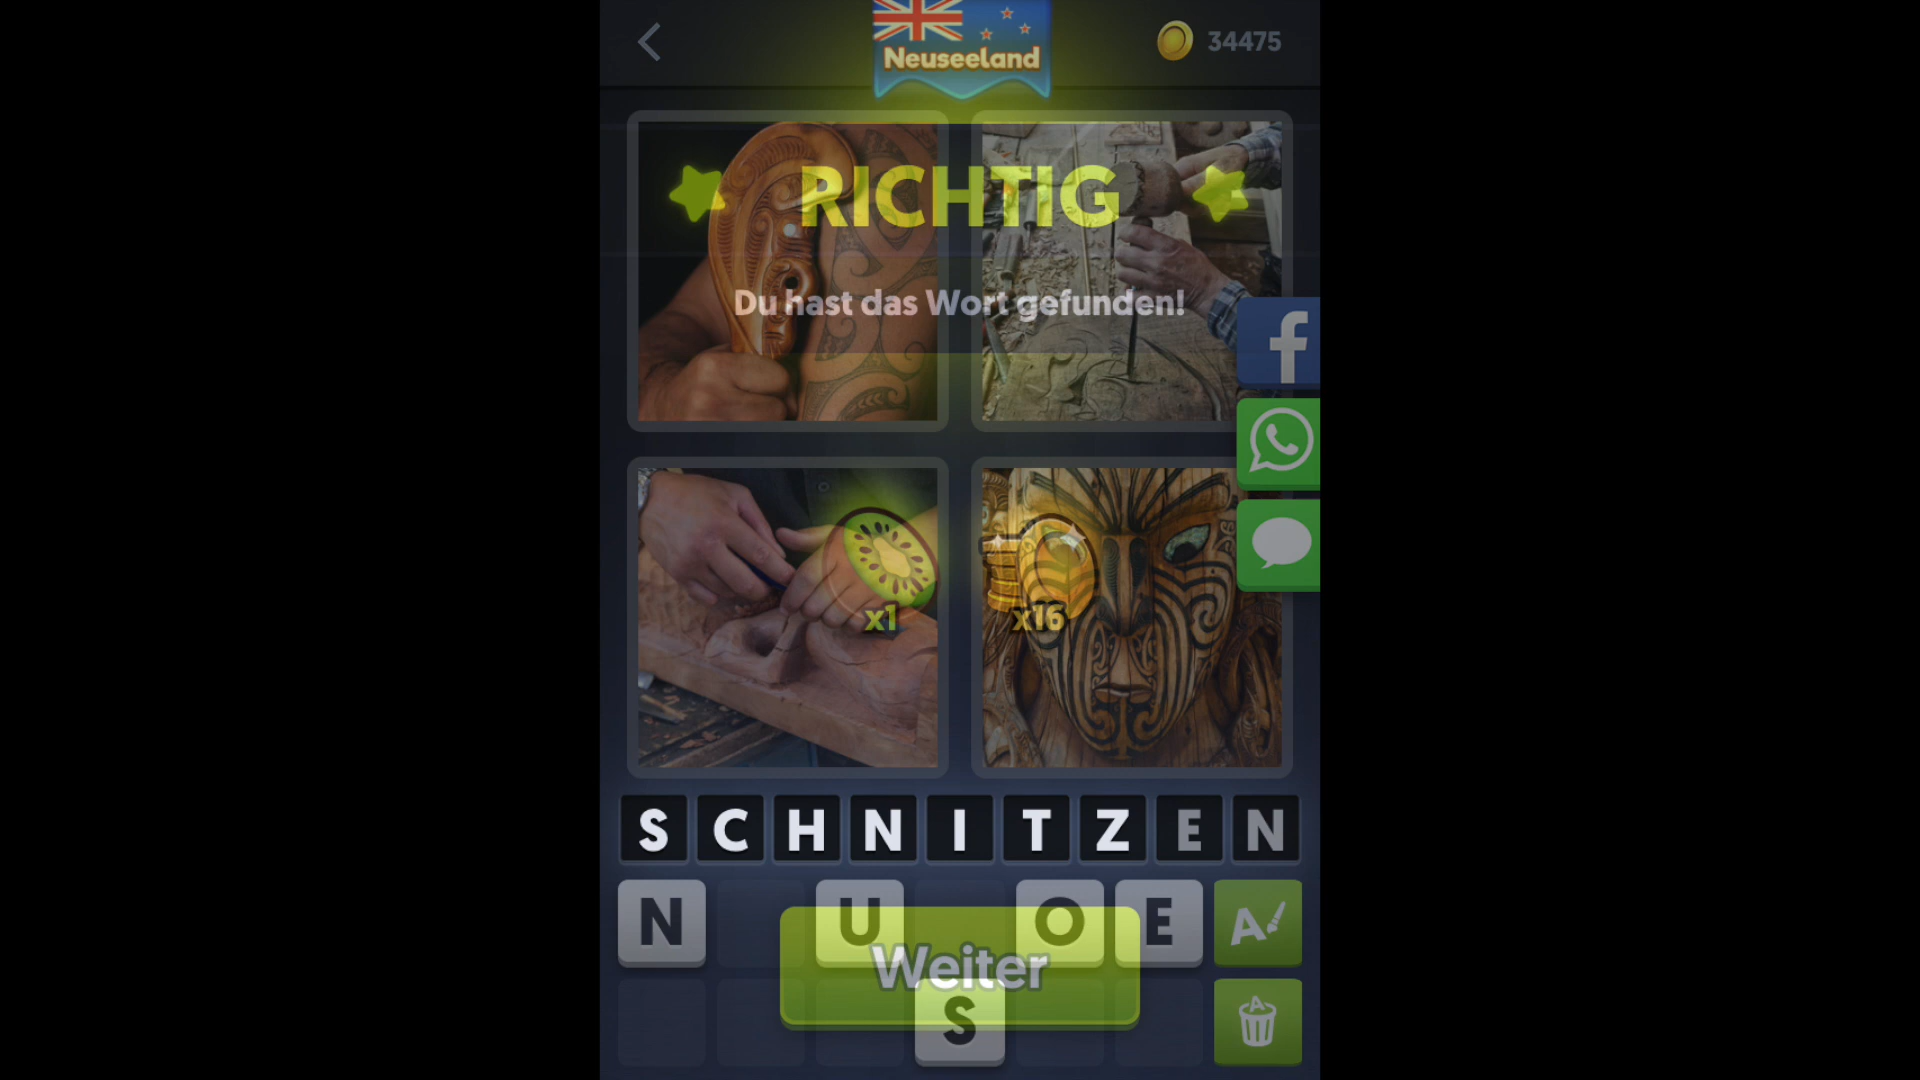 Neuseeland
34475
RICHTIG
Du hast das Wort gefunden!
x1
x16
SCHNITZEN
N U O E A
Weiter
S A